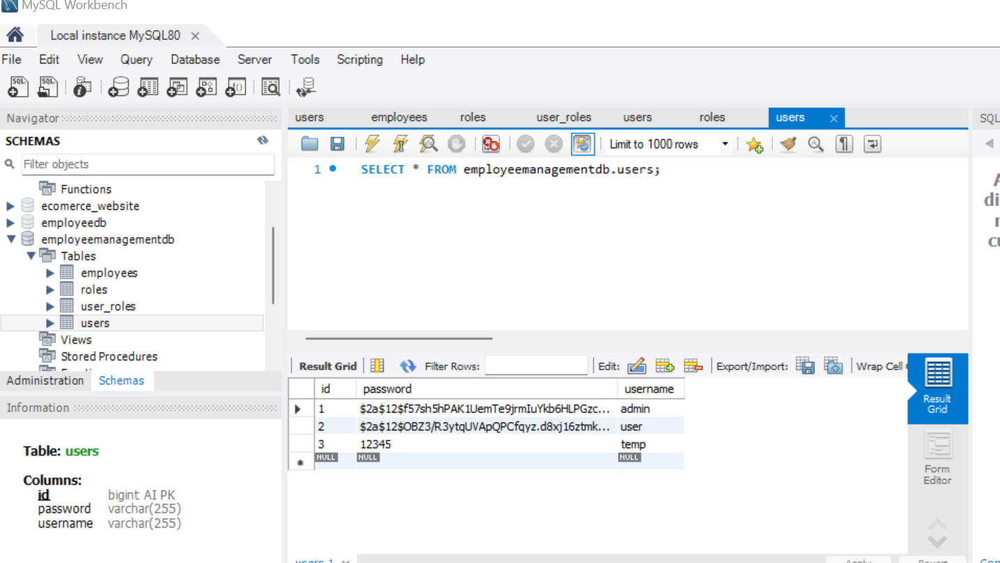 MySQL Workbench
Local instance MySQL80
File Edit View Query Database Server Tools Scripting Help
Navigator
SCHEMAS
Filter objects
Functions
ecomerce_website
employeedb
employeemanagementdb
Tables
employees
roles
user_roles
users
Views
Stored Procedures
Administration Schemas
Information
Table: users
Columns:
id bigint AI PK
password varchar(255)
username varchar(255)
users employees roles user_roles users roles users
Limit to 1000 rows
1 SELECT * FROM employeemanagementdb.users;
Result Grid Filter Rows: Edit: Export/Import: Wrap Cell
id password username
1 $2a$12$f57sh5hPAK1UemTe9jrmIuYkb6HLPGzc... admin
2 $2a$12$OBZ3/R3ytqUVApQPCfqyz.d8xj16ztmk... user
3 12345 temp
NULL NULL NULL
Result
Grid
Form
Editor
users 1
Apply Revert
SQL